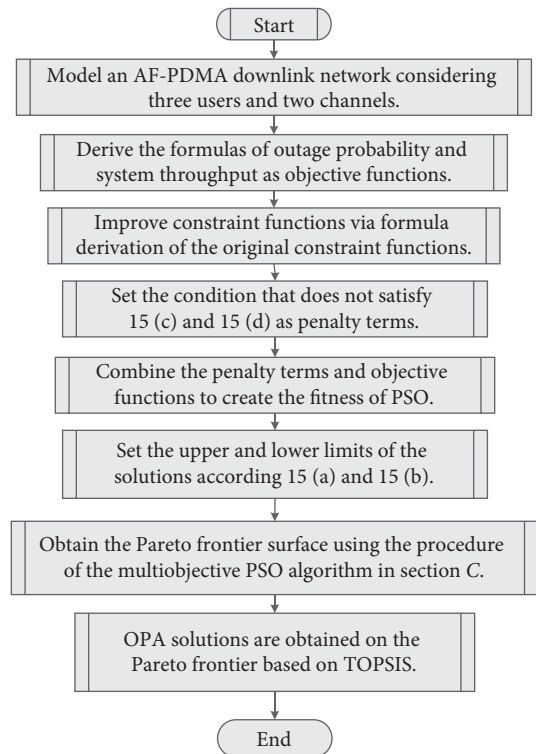 Start
Model an AF-PDMA downlink network considering
three users and two channels.
Derive the formulas of outage probability and
system throughput as objective functions.
Improve constraint functions via formula
derivation of the original constraint functions.
Set the condition that does not satisfy
15 (c) and 15 (d) as penalty terms.
Combine the penalty terms and objective
functions to create the fitness of PSO.
Set the upper and lower limits of the
solutions according 15 (a) and 15 (b).
Obtain the Pareto frontier surface using the procedure
of the multiobjective PSO algorithm in section C.
OPA solutions are obtained on the
Pareto frontier based on TOPSIS.
End